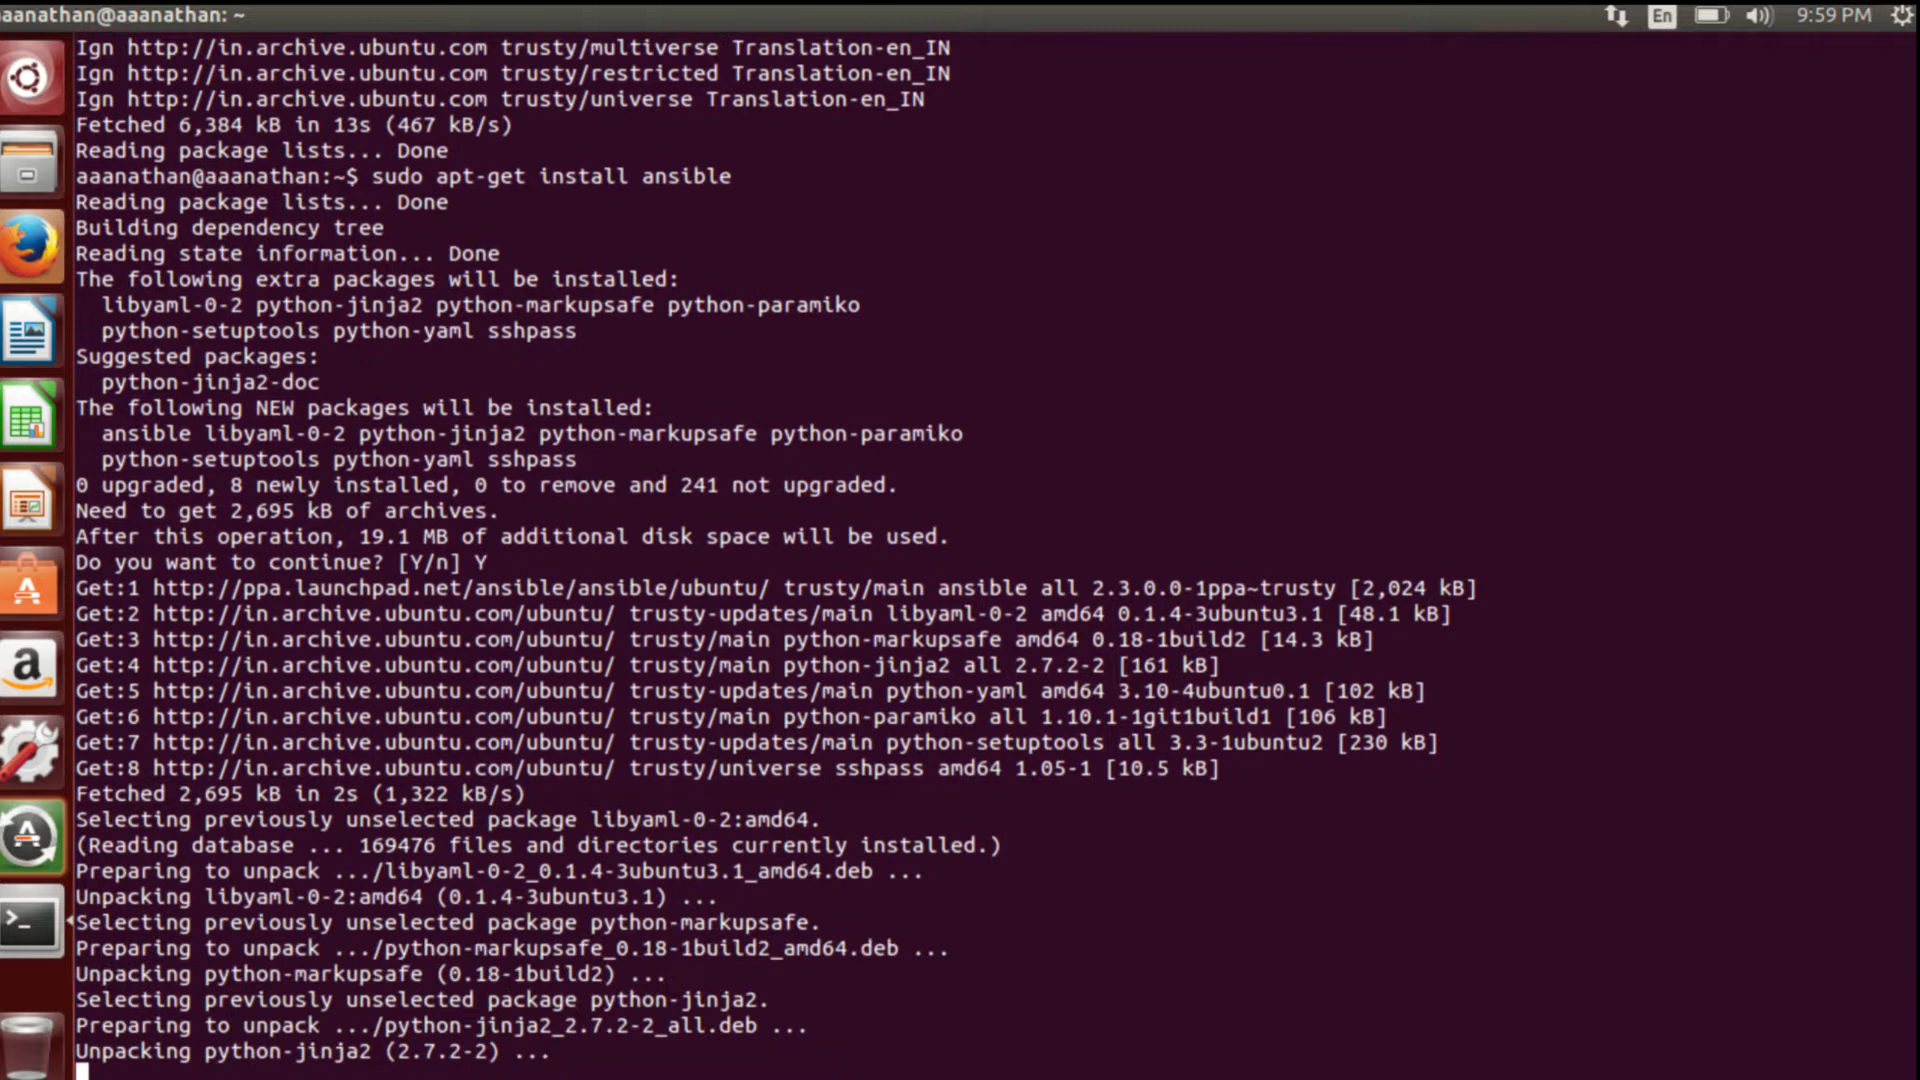 aanathan@aaanathan: ~
En
9:59 PM
Ign http://in.archive.ubuntu.com trusty/multiverse Translation-en_IN
Ign http://in.archive.ubuntu.com trusty/restricted Translation-en_IN
Ign http://in.archive.ubuntu.com trusty/universe Translation-en_IN
Fetched 6,384 kB in 13s (467 kB/s)
Reading package lists... Done
aaanathan@aaanathan:~$ sudo apt-get install ansible
Reading package lists... Done
Building dependency tree
Reading state information... Done
The following extra packages will be installed:
  libyaml-0-2 python-jinja2 python-markupsafe python-paramiko
  python-setuptools python-yaml sshpass
Suggested packages:
  python-jinja2-doc
The following NEW packages will be installed:
  ansible libyaml-0-2 python-jinja2 python-markupsafe python-paramiko
  python-setuptools python-yaml sshpass
0 upgraded, 8 newly installed, 0 to remove and 241 not upgraded.
Need to get 2,695 kB of archives.
After this operation, 19.1 MB of additional disk space will be used.
Do you want to continue? [Y/n] Y
Get:1 http://ppa.launchpad.net/ansible/ansible/ubuntu/ trusty/main ansible all 2.3.0.0-1ppa~trusty [2,024 kB]
Get:2 http://in.archive.ubuntu.com/ubuntu/ trusty-updates/main libyaml-0-2 amd64 0.1.4-3ubuntu3.1 [48.1 kB]
Get:3 http://in.archive.ubuntu.com/ubuntu/ trusty/main python-markupsafe amd64 0.18-1build2 [14.3 kB]
Get:4 http://in.archive.ubuntu.com/ubuntu/ trusty/main python-jinja2 all 2.7.2-2 [161 kB]
Get:5 http://in.archive.ubuntu.com/ubuntu/ trusty-updates/main python-yaml amd64 3.10-4ubuntu0.1 [102 kB]
Get:6 http://in.archive.ubuntu.com/ubuntu/ trusty/main python-paramiko all 1.10.1-1git1build1 [106 kB]
Get:7 http://in.archive.ubuntu.com/ubuntu/ trusty-updates/main python-setuptools all 3.3-1ubuntu2 [230 kB]
Get:8 http://in.archive.ubuntu.com/ubuntu/ trusty/universe sshpass amd64 1.05-1 [10.5 kB]
Fetched 2,695 kB in 2s (1,322 kB/s)
Selecting previously unselected package libyaml-0-2:amd64.
(Reading database ... 169476 files and directories currently installed.)
Preparing to unpack .../libyaml-0-2_0.1.4-3ubuntu3.1_amd64.deb ...
Unpacking libyaml-0-2:amd64 (0.1.4-3ubuntu3.1) ...
Selecting previously unselected package python-markupsafe.
Preparing to unpack .../python-markupsafe_0.18-1build2_amd64.deb ...
Unpacking python-markupsafe (0.18-1build2) ...
Selecting previously unselected package python-jinja2.
Preparing to unpack .../python-jinja2_2.7.2-2_all.deb ...
Unpacking python-jinja2 (2.7.2-2) ...